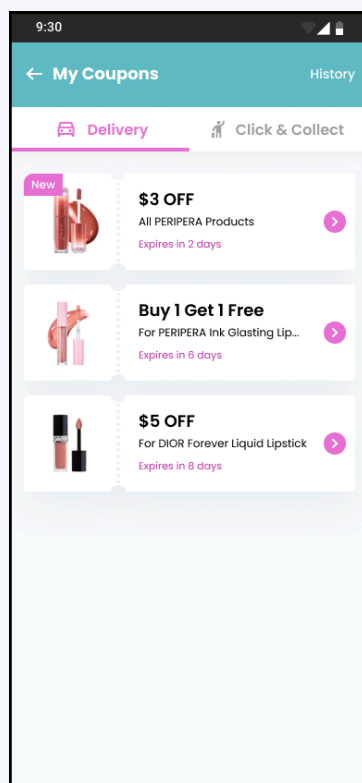 9:30
My Coupons
History
Delivery
Click & Collect
New
$3 OFF
All PERIPERA Products
Expires in 2 days
Buy 1 Get 1 Free
For PERIPERA Ink Glasting Lip...
Expires in 6 days
$5 OFF
For DIOR Forever Liquid Lipstick
Expires in 8 days